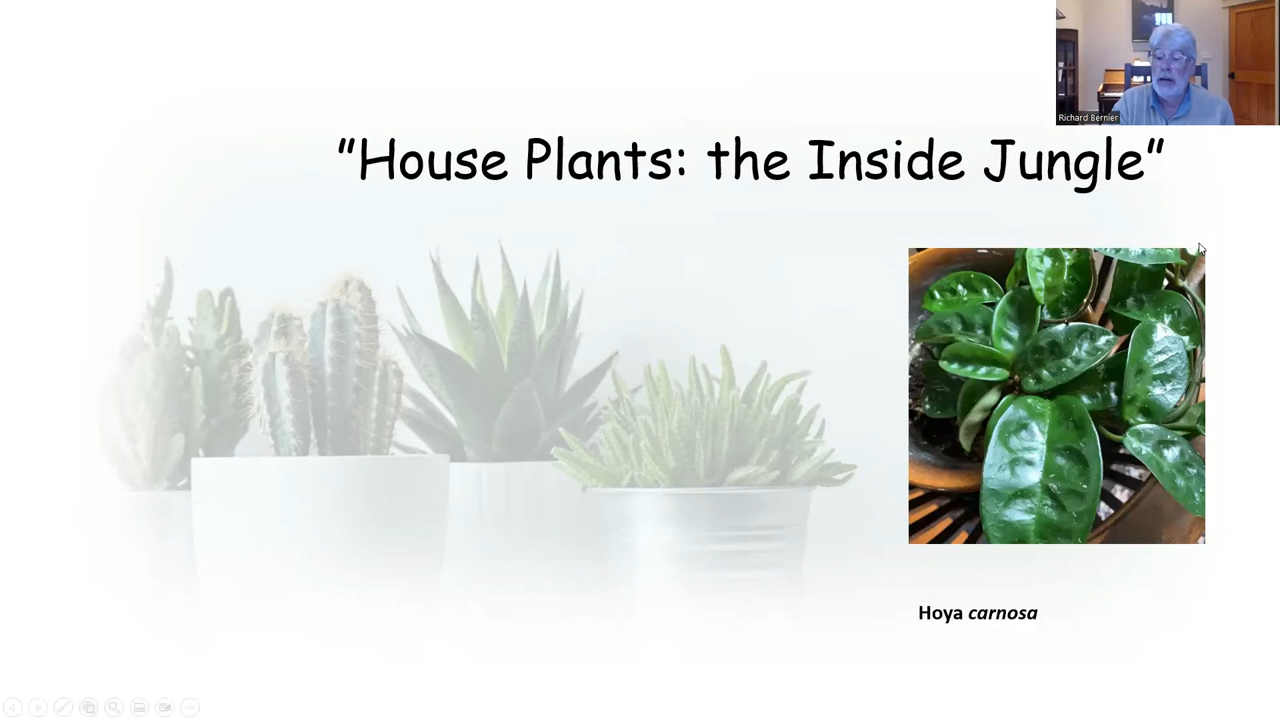 Richard Bernier
”House Plants: the Inside Jungle”
Hoya carnosa